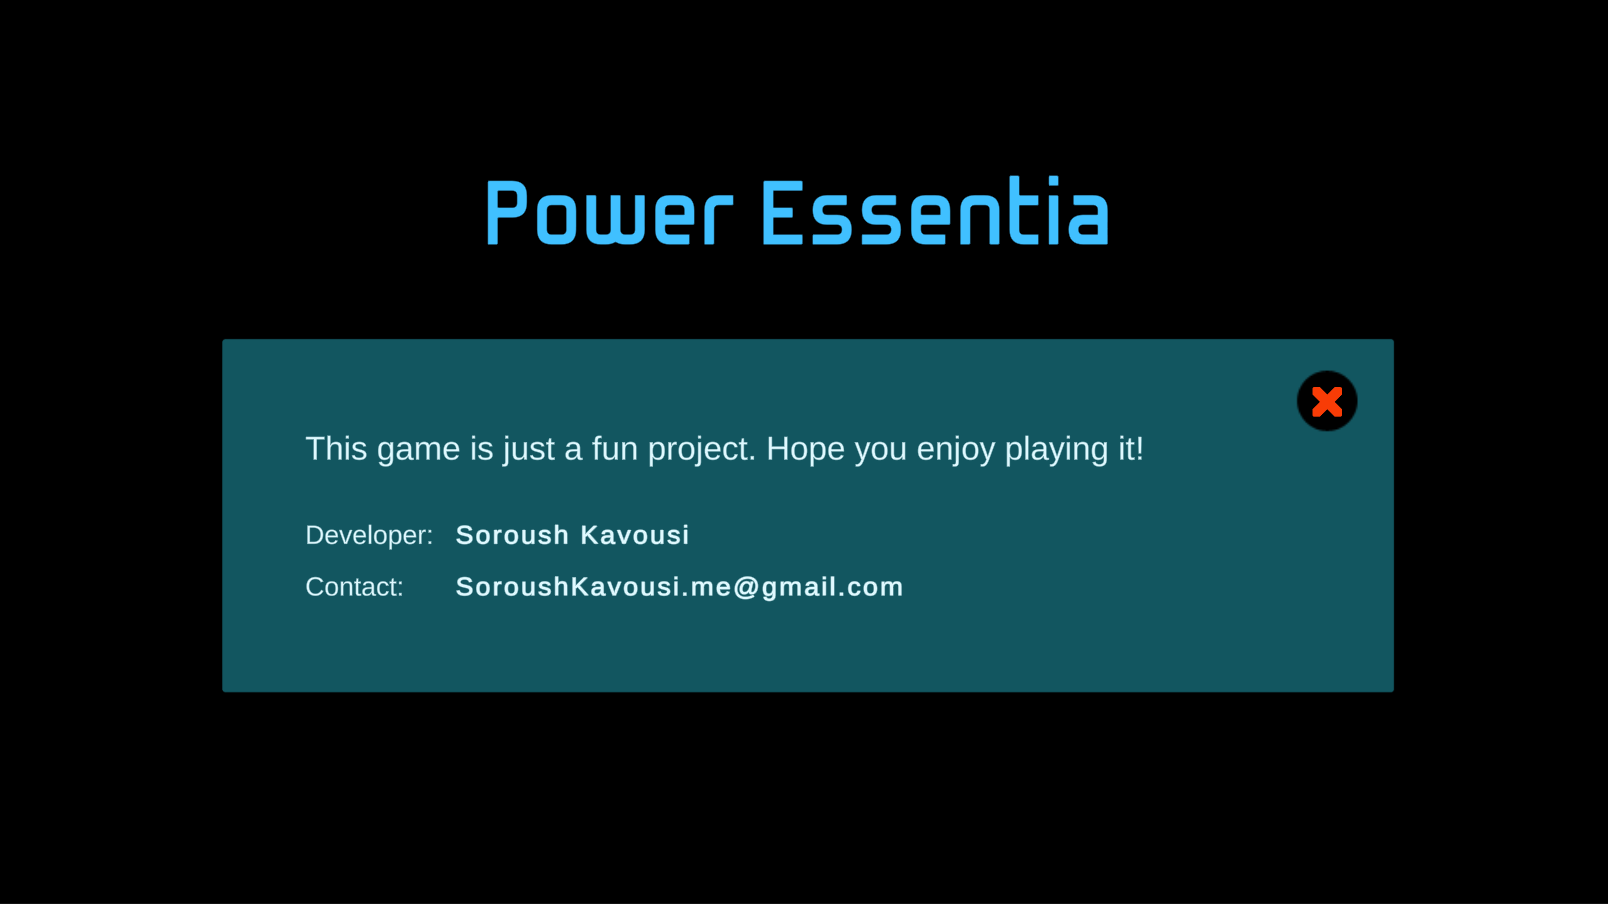 Power Essentia
This game is just a fun project. Hope you enjoy playing it!
Developer: Soroush Kavousi
Contact: SoroushKavousi.me@gmail.com